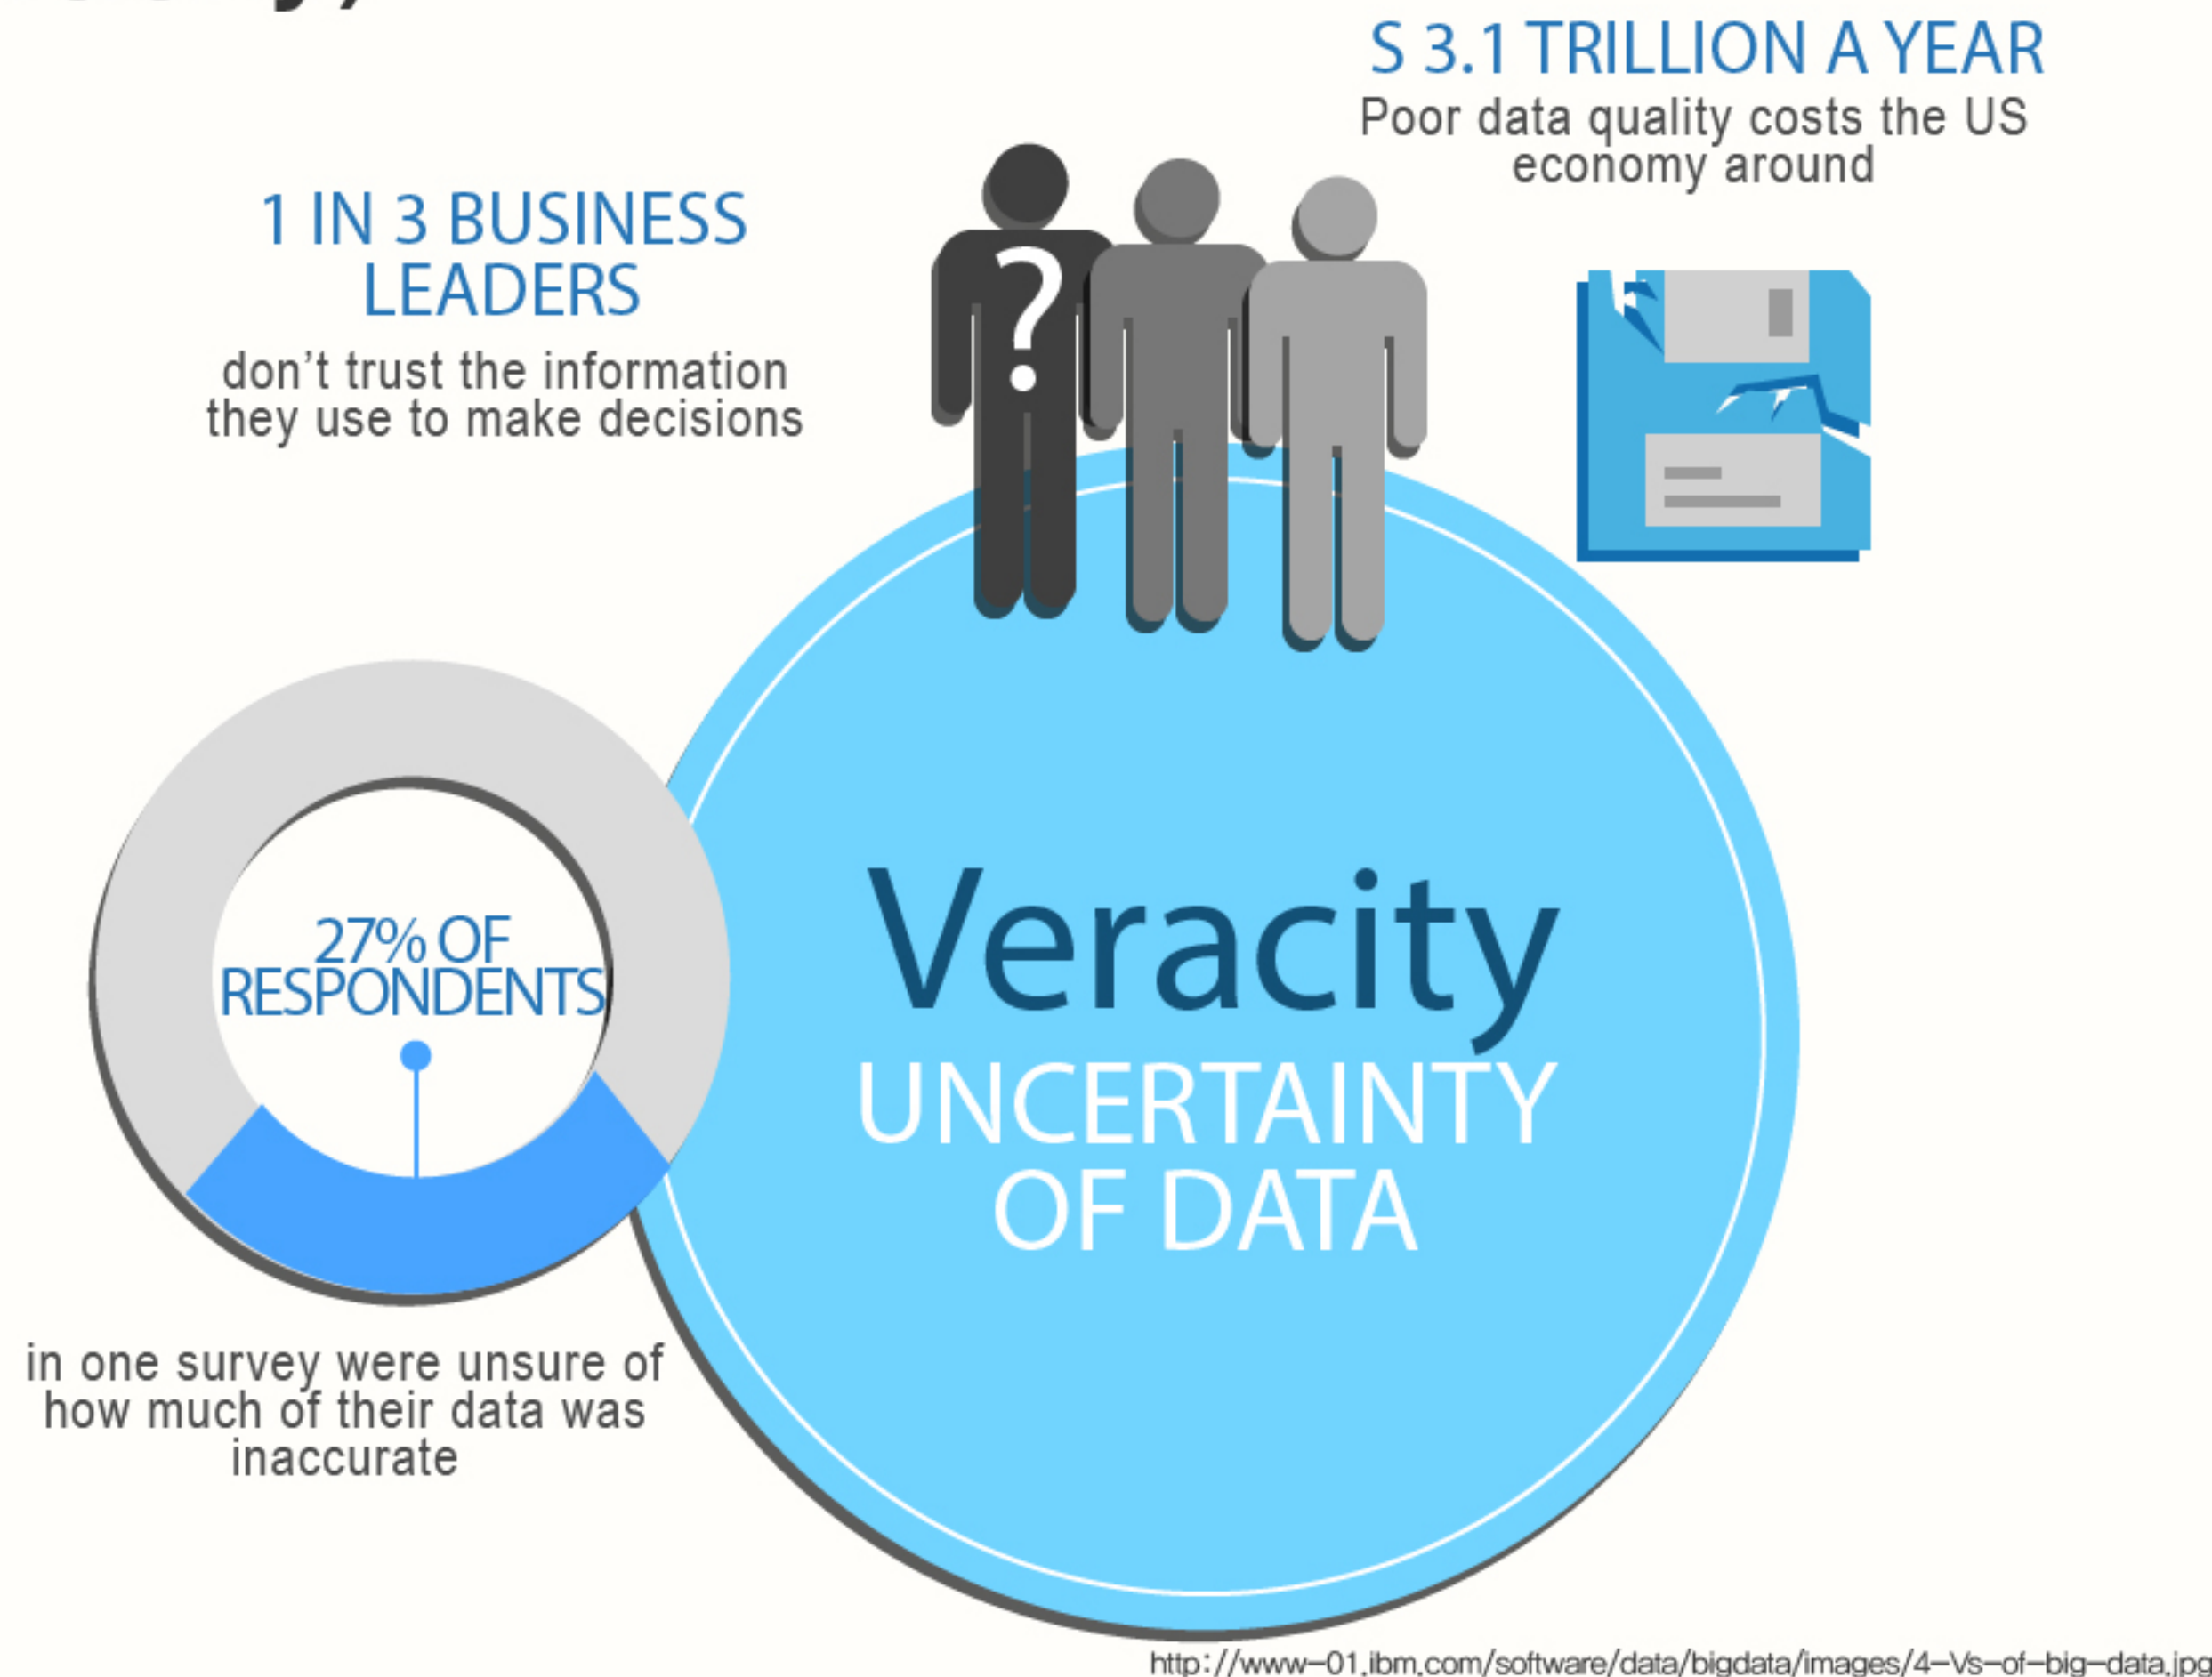 S 3.1 TRILLION A YEAR
Poor data quality costs the US
economy around
1 IN 3 BUSINESS
LEADERS
don’t trust the information
they use to make decisions
?
27% OF
RESPONDENTS
in one survey were unsure of
how much of their data was
inaccurate
Veracity
UNCERTAINTY
OF DATA
http://www-01.ibm.com/software/data/bigdata/images/4-Vs-of-big-data.jpg